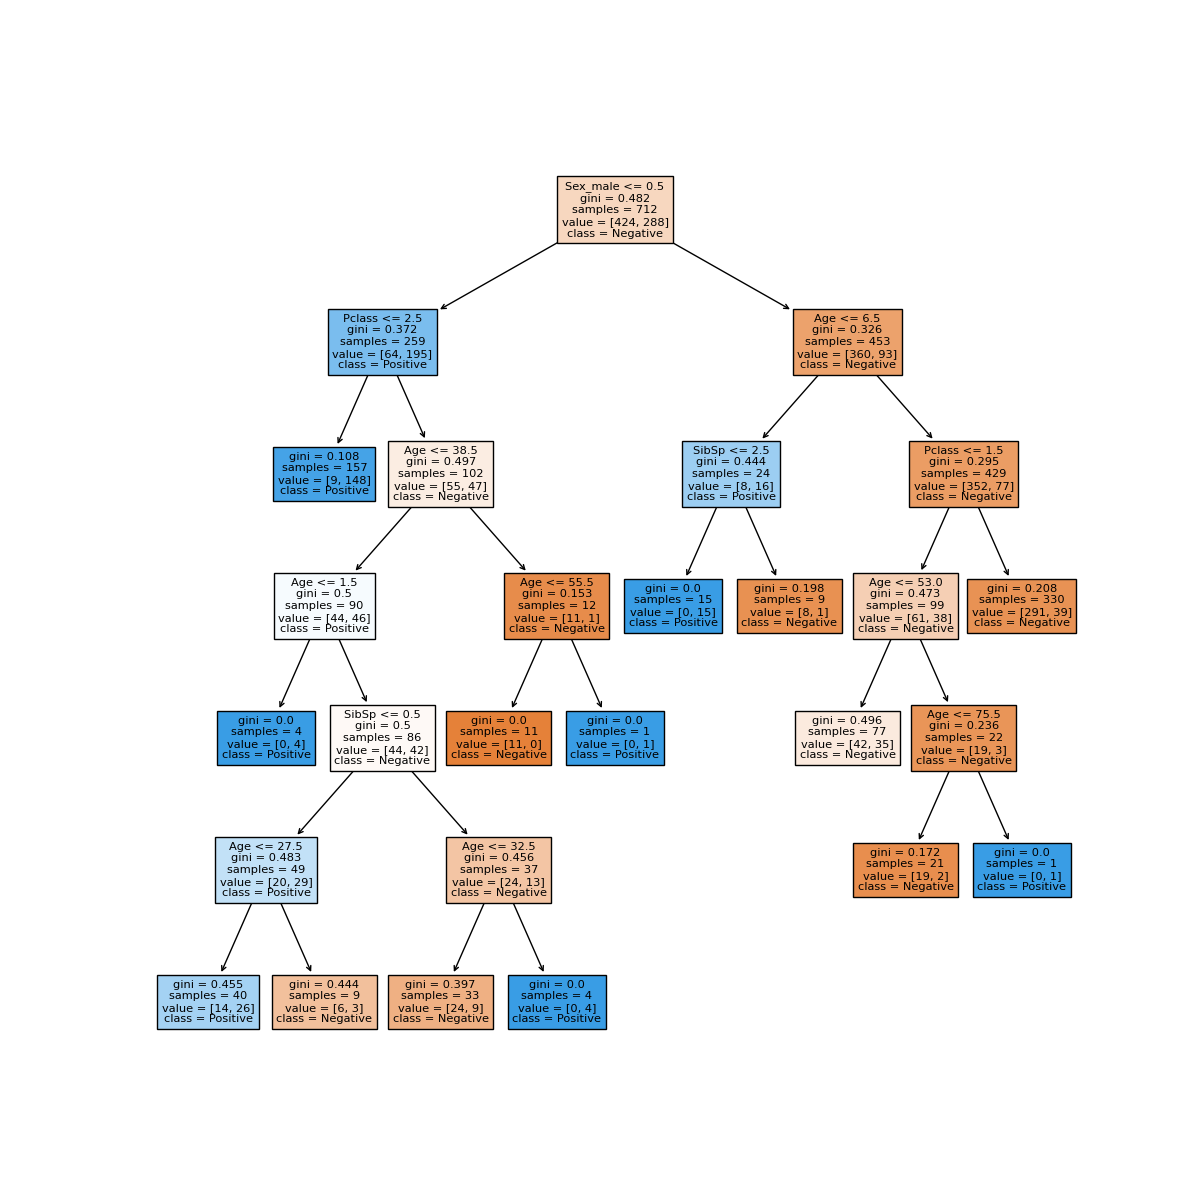 Sex_male <= 0.5
gini = 0.482
samples = 712
value = [424, 288]
class = Negative
Pclass <= 2.5
gini = 0.372
samples = 259
value = [64, 195]
class = Positive
Age <= 6.5
gini = 0.326
samples = 453
value = [360, 93]
class = Negative
gini = 0.108
samples = 157
value = [9, 148]
class = Positive
Age <= 38.5
gini = 0.497
samples = 102
value = [55, 47]
class = Negative
SibSp <= 2.5
gini = 0.444
samples = 24
value = [8, 16]
class = Positive
Pclass <= 1.5
gini = 0.295
samples = 429
value = [352, 77]
class = Negative
Age <= 1.5
gini = 0.5
samples = 90
value = [44, 46]
class = Positive
Age <= 55.5
gini = 0.153
samples = 12
value = [11, 1]
class = Negative
gini = 0.0
samples = 15
value = [0, 15]
class = Positive
gini = 0.198
samples = 9
value = [8, 1]
class = Negative
Age <= 53.0
gini = 0.473
samples = 99
value = [61, 38]
class = Negative
gini = 0.208
samples = 330
value = [291, 39]
class = Negative
gini = 0.0
samples = 4
value = [0, 4]
class = Positive
SibSp <= 0.5
gini = 0.5
samples = 86
value = [44, 42]
class = Negative
gini = 0.0
samples = 11
value = [11, 0]
class = Negative
gini = 0.0
samples = 1
value = [0, 1]
class = Positive
gini = 0.496
samples = 77
value = [42, 35]
class = Negative
Age <= 75.5
gini = 0.236
samples = 22
value = [19, 3]
class = Negative
Age <= 27.5
gini = 0.483
samples = 49
value = [20, 29]
class = Positive
Age <= 32.5
gini = 0.456
samples = 37
value = [24, 13]
class = Negative
gini = 0.172
samples = 21
value = [19, 2]
class = Negative
gini = 0.0
samples = 1
value = [0, 1]
class = Positive
gini = 0.455
samples = 40
value = [14, 26]
class = Positive
gini = 0.444
samples = 9
value = [6, 3]
class = Negative
gini = 0.397
samples = 33
value = [24, 9]
class = Negative
gini = 0.0
samples = 4
value = [0, 4]
class = Positive